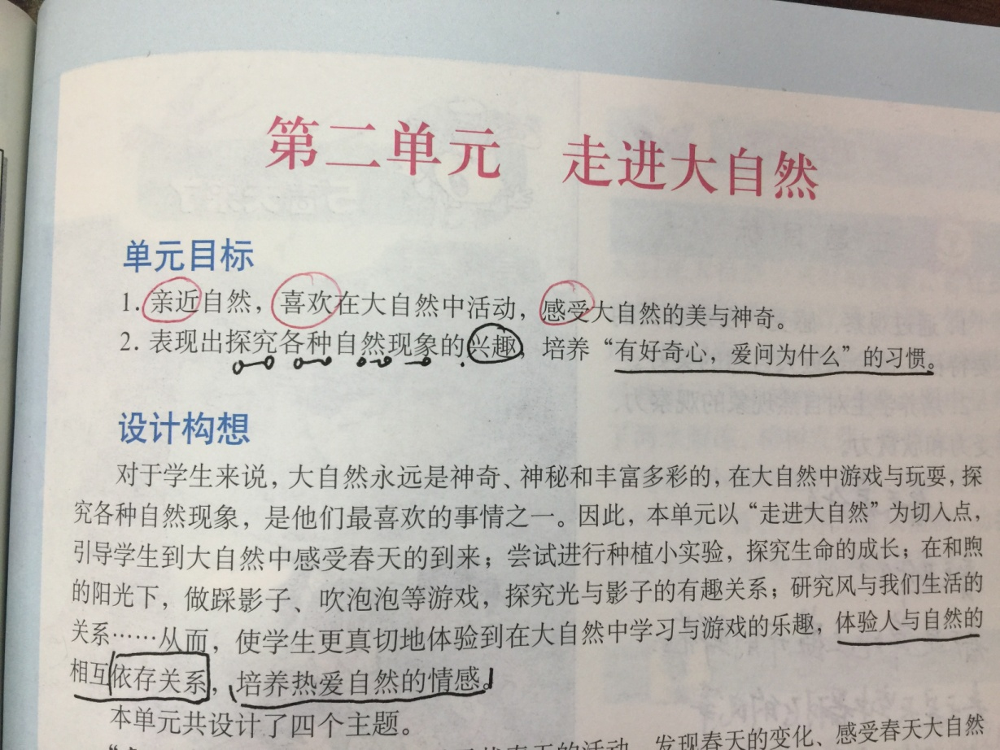 第二单元 走进大自然
单元目标
1. 亲近自然，喜欢在大自然中活动，感受大自然的美与神奇。
2. 表现出探究各种自然现象的兴趣，培养“有好奇心，爱问为什么”的习惯。
设计构想
对于学生来说，大自然永远是神奇、神秘和丰富多彩的，在大自然中游戏与玩耍，探
究各种自然现象，是他们最喜欢的事情之一。因此，本单元以“走进大自然”为切入点，
引导学生到大自然中感受春天的到来；尝试进行种植小实验，探究生命的成长；在和煦
的阳光下，做踩影子、吹泡泡等游戏，探究光与影子的有趣关系；研究风与我们生活的
关系……从而，使学生更真切地体验到在大自然中学习与游戏的乐趣，体验人与自然的
相互依存关系，培养热爱自然的情感。
本单元共设计了四个主题。
春天的活动，发现春天的变化、感受春天大自然